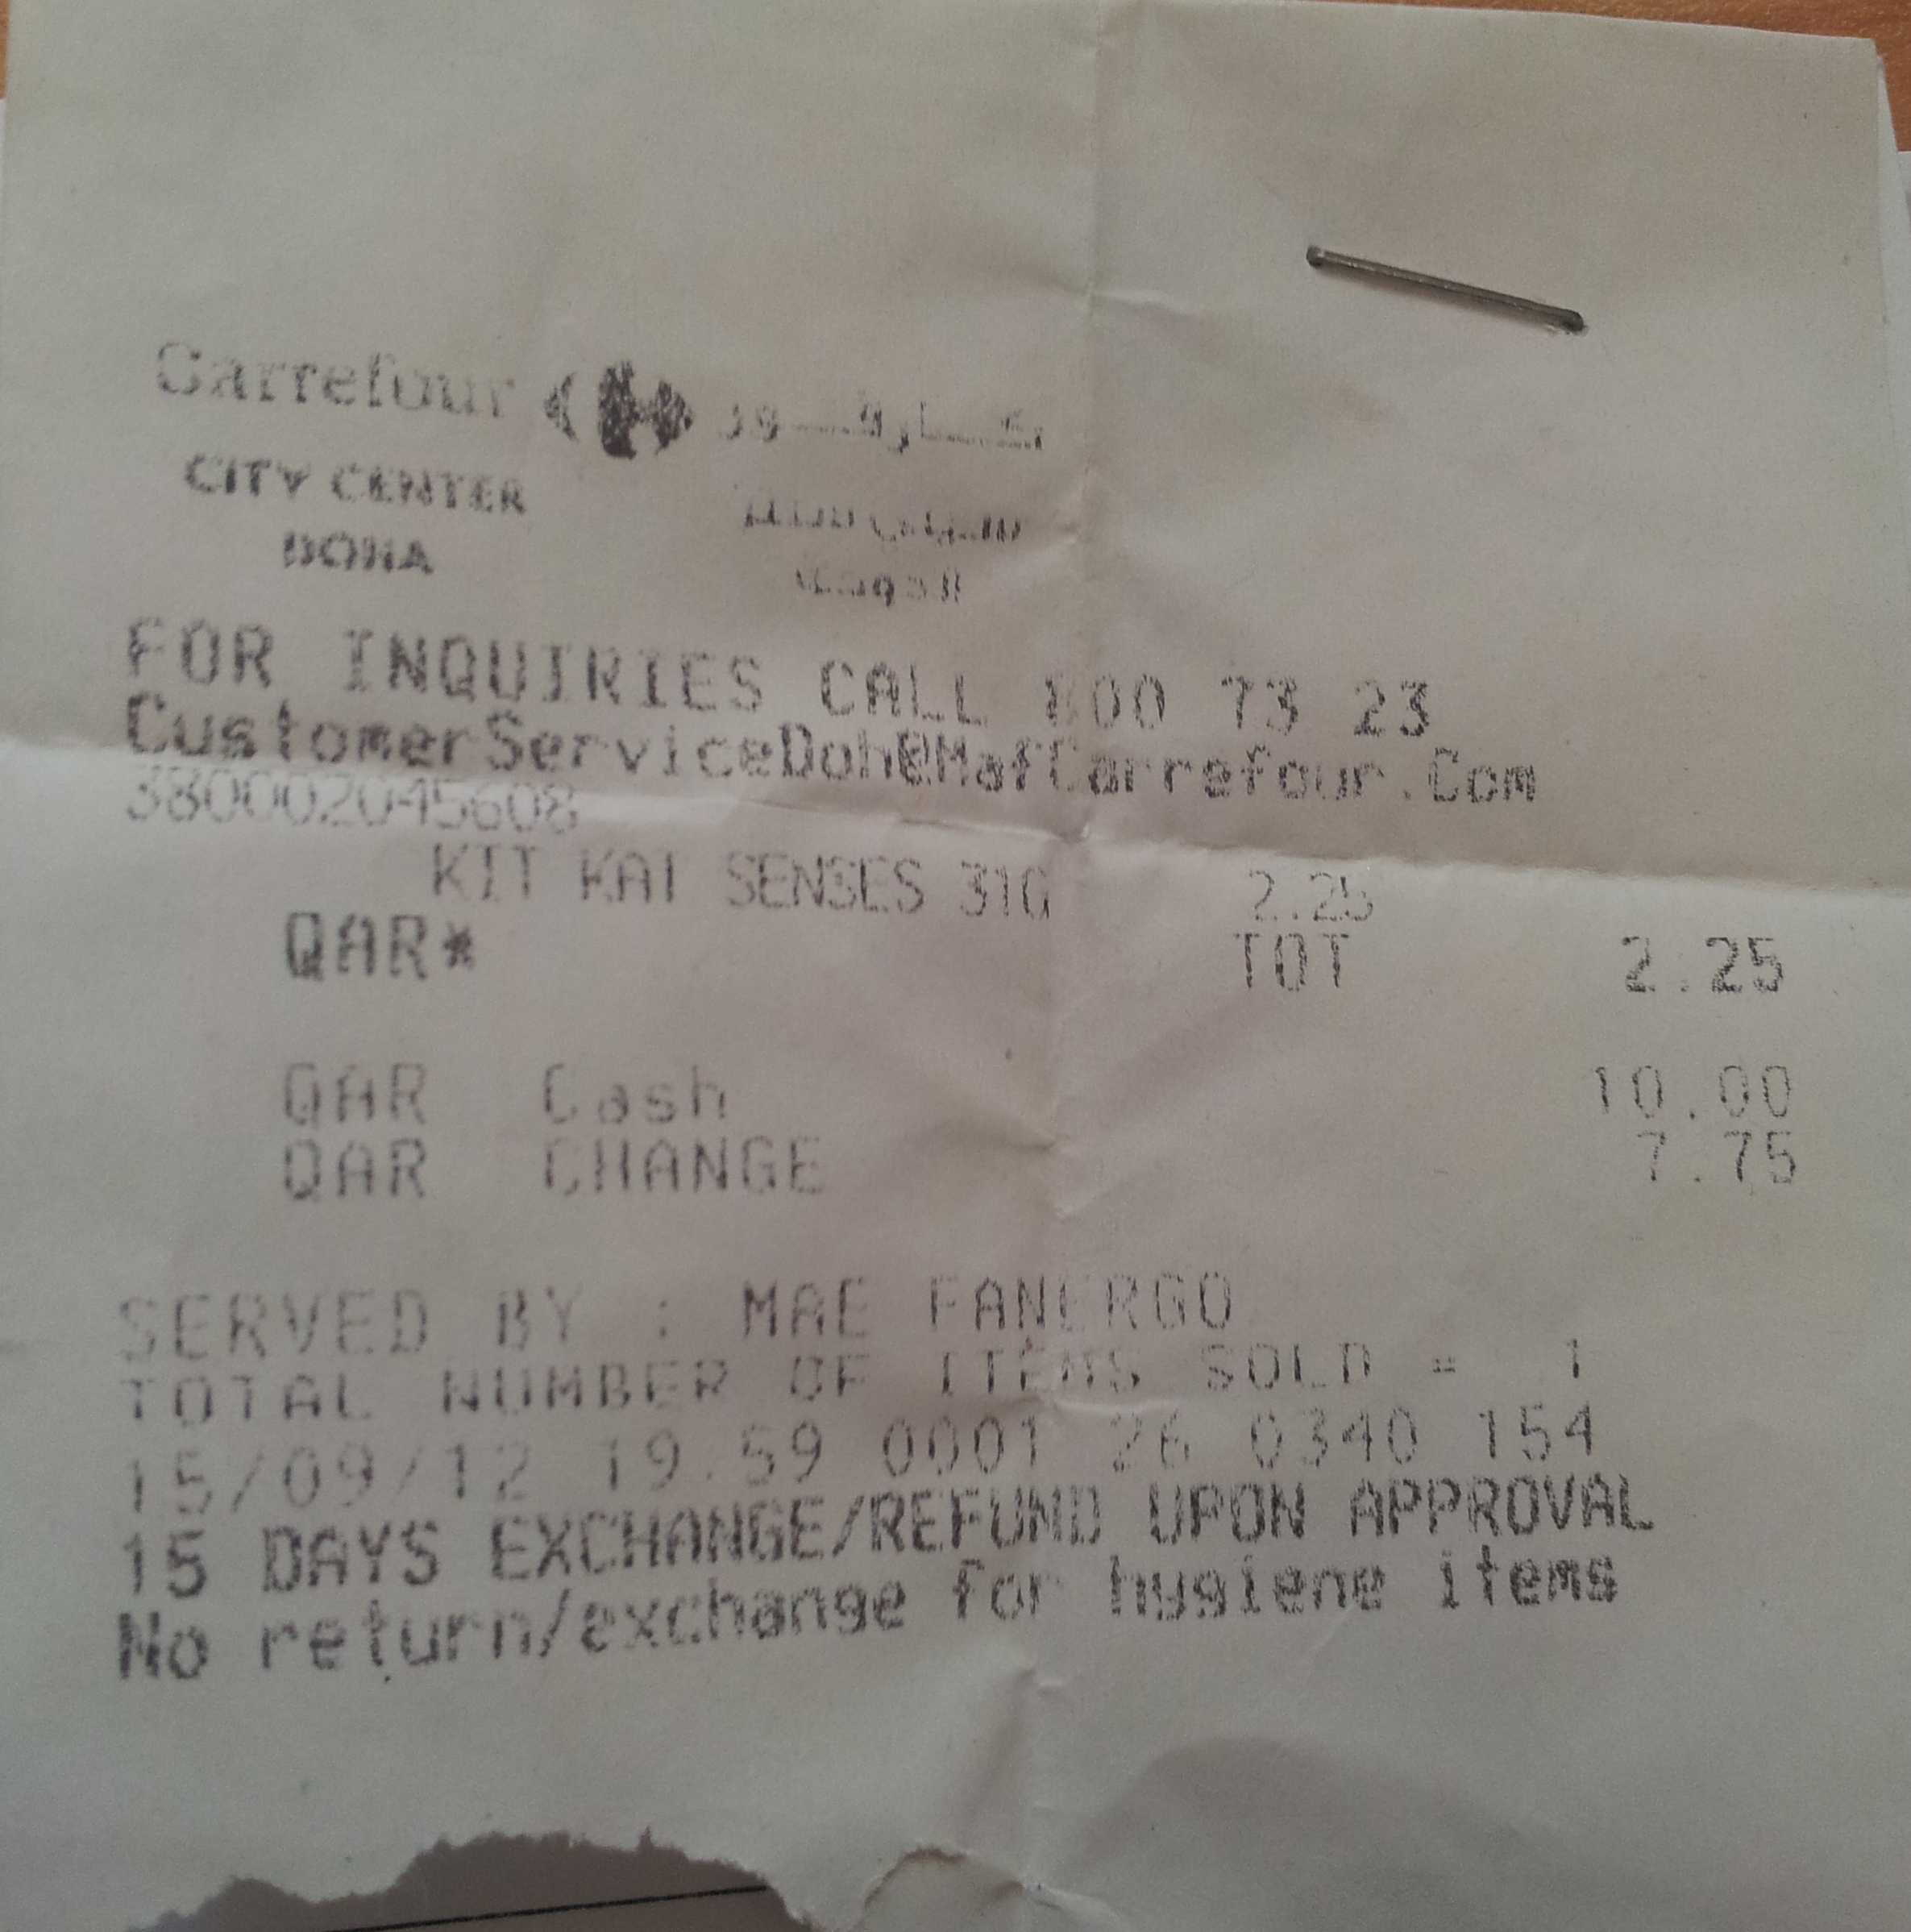 Carrefour
CITY CENTER
DOHA
FOR INQUIRIES CALL 800 73 23
CustomerServiceDoh@MafCarrefour.Com
380002045608
KIT KAT SENSES 31G 2.25
QAR* TOT 2.25
QAR Cash 10.00
QAR CHANGE 7.75
SERVED BY : MAE FANERGO
TOTAL NUMBER OF ITEMS SOLD = 1
15/09/12 19:59 0001 26 0340 154
15 DAYS EXCHANGE/REFUND UPON APPROVAL
No return/exchange for hygiene items